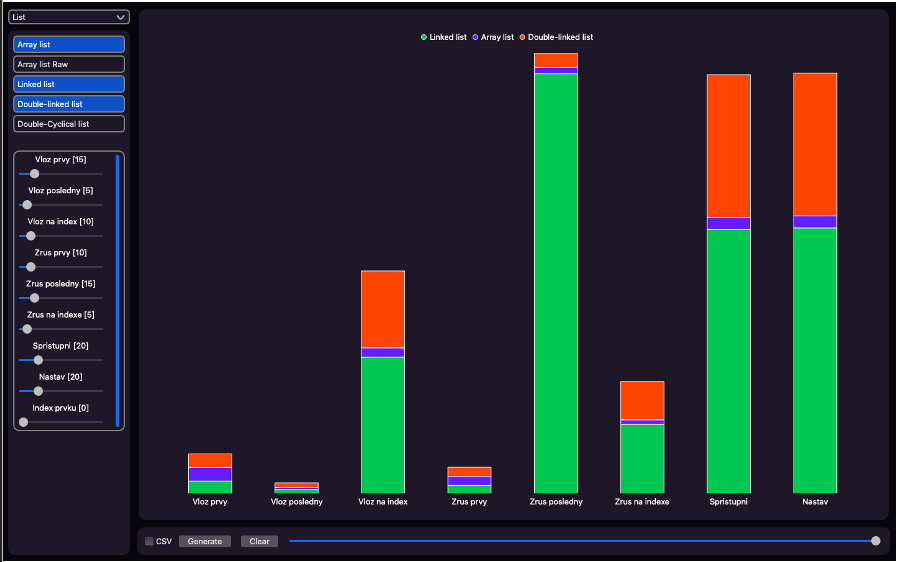 List
Array list
Array list Raw
Linked list
Double-linked list
Double-Cyclical list
Vloz prvy [15]
Vloz posledny [5]
Vloz na index [10]
Zrus prvy [10]
Zrus posledny [15]
Zrus na indexe [5]
Spristupni [20]
Nastav [20]
Index prvku [0]
Linked list Array list Double-linked list
Vloz prvy Vloz posledny Vloz na index Zrus prvy Zrus posledny Zrus na indexe Spristupni Nastav
CSV Generate Clear